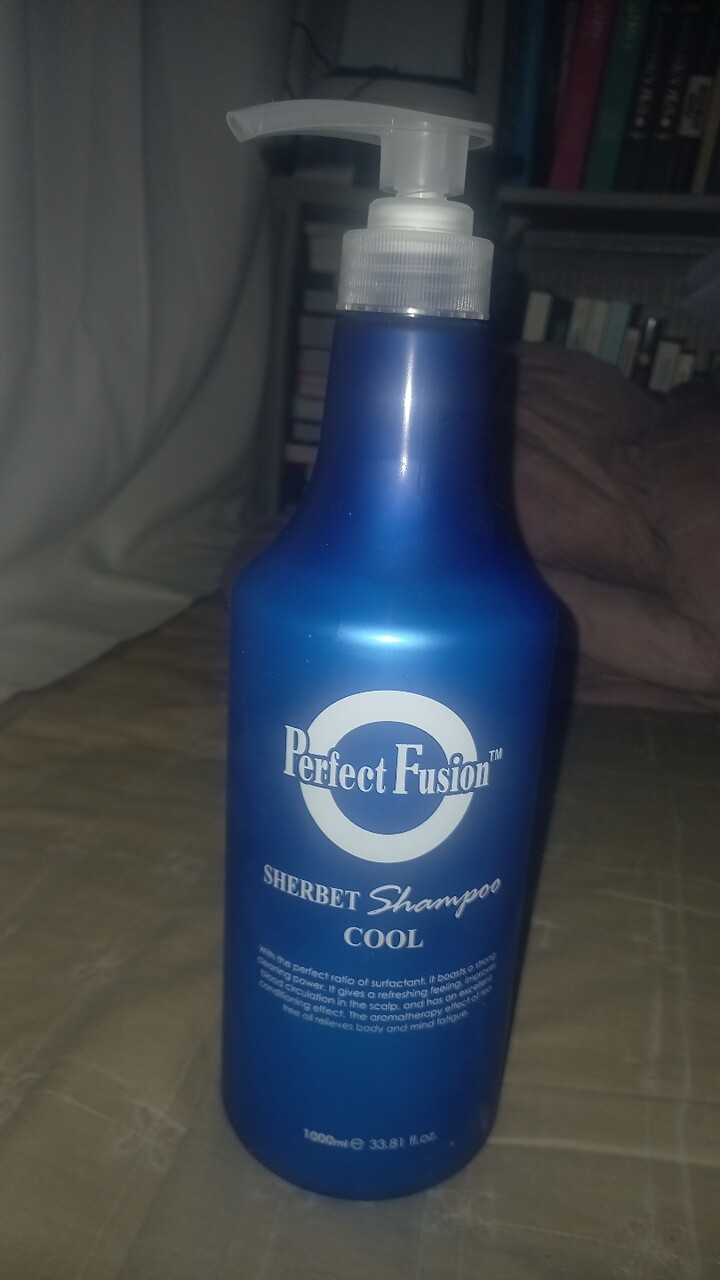 Perfect Fusion™
SHERBET Shampoo
COOL
With the perfect ratio of surfactant, it boasts a strong
cleaning power. It gives a refreshing feeling, improves
blood circulation in the scalp, and has an excellent
conditioning effect. The aromatherapy effect of tea
tree oil relieves body and mind fatigue.
1000ml ℮ 33.81 fl.oz.